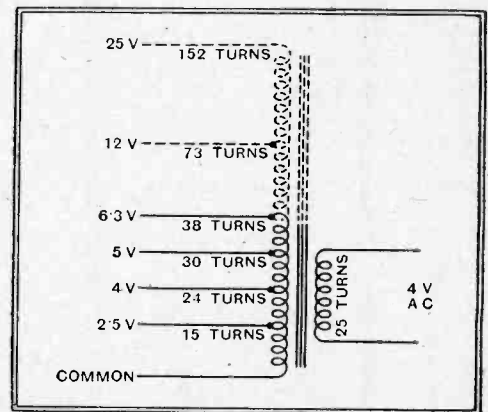 25 V
152 TURNS
12 V
73 TURNS
6·3 V
38 TURNS
5 V
30 TURNS
4 V
24 TURNS
2·5 V
15 TURNS
COMMON
25 TURNS
4 V
AC